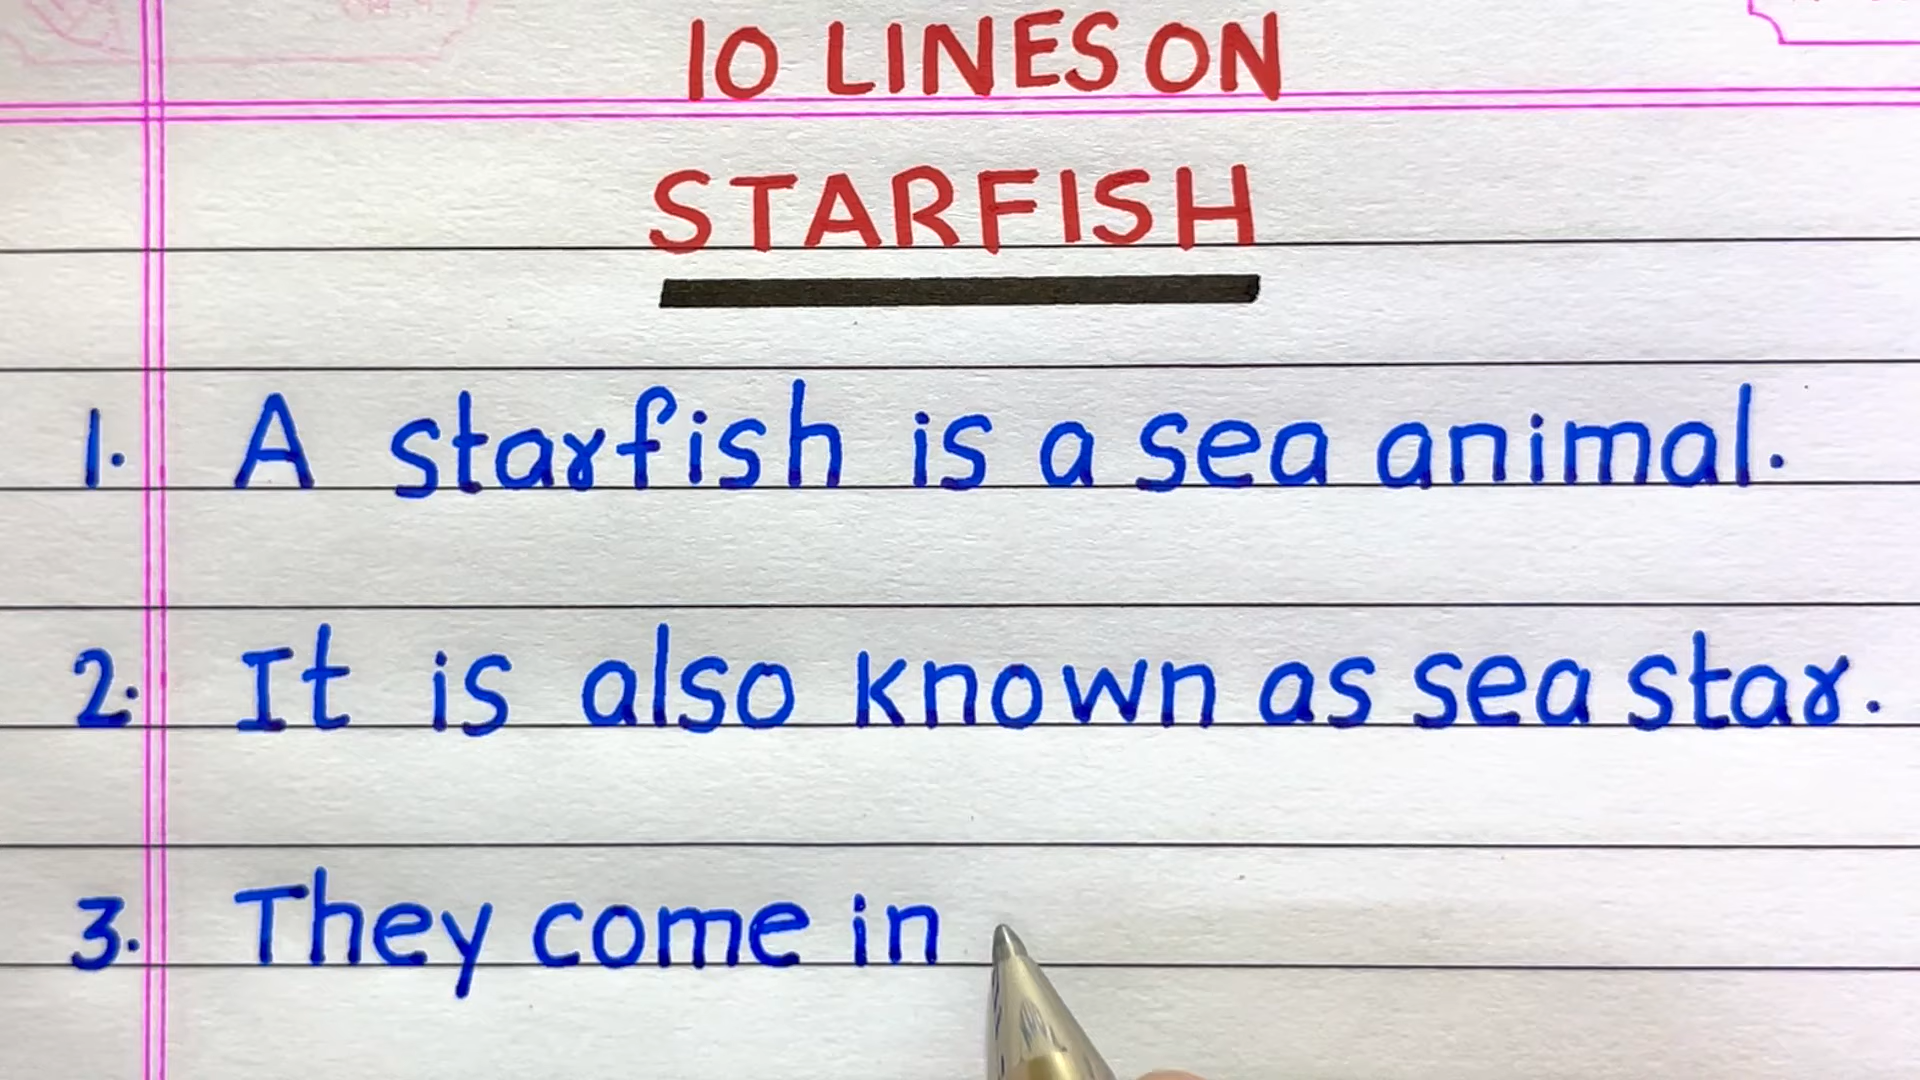 10 LINES ON
STARFISH
1. A starfish is a sea animal.
2. It is also known as sea star.
3. They come in